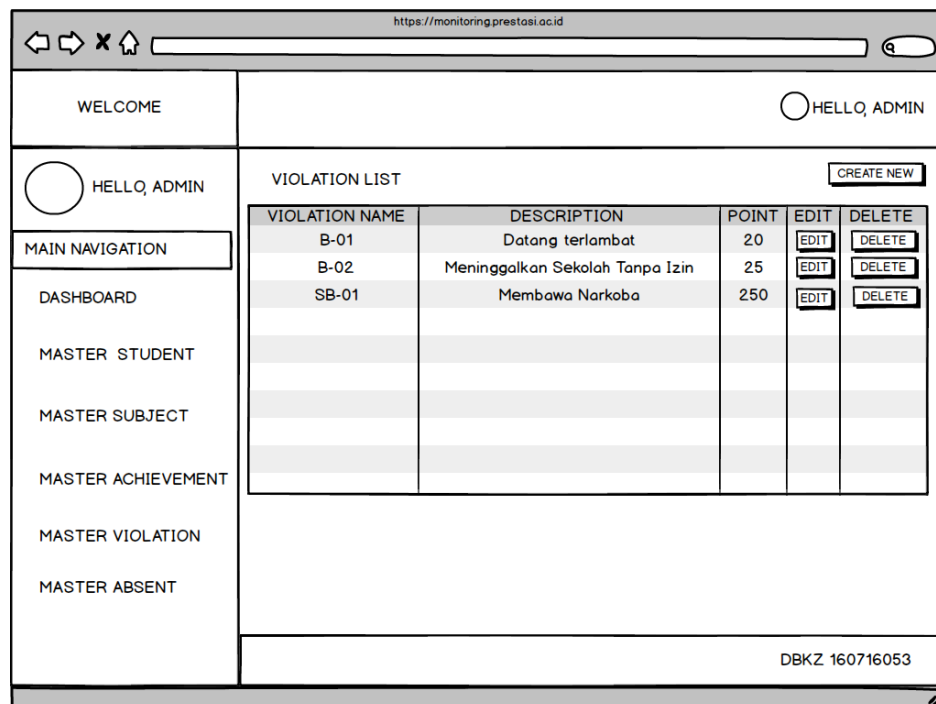 https://monitoring.prestasi.ac.id
WELCOME
HELLO, ADMIN
HELLO, ADMIN
MAIN NAVIGATION
DASHBOARD
MASTER STUDENT
MASTER SUBJECT
MASTER ACHIEVEMENT
MASTER VIOLATION
MASTER ABSENT
VIOLATION LIST
CREATE NEW
VIOLATION NAME DESCRIPTION POINT EDIT DELETE
B-01 Datang terlambat 20 EDIT DELETE
B-02 Meninggalkan Sekolah Tanpa Izin 25 EDIT DELETE
SB-01 Membawa Narkoba 250 EDIT DELETE
DBKZ 160716053